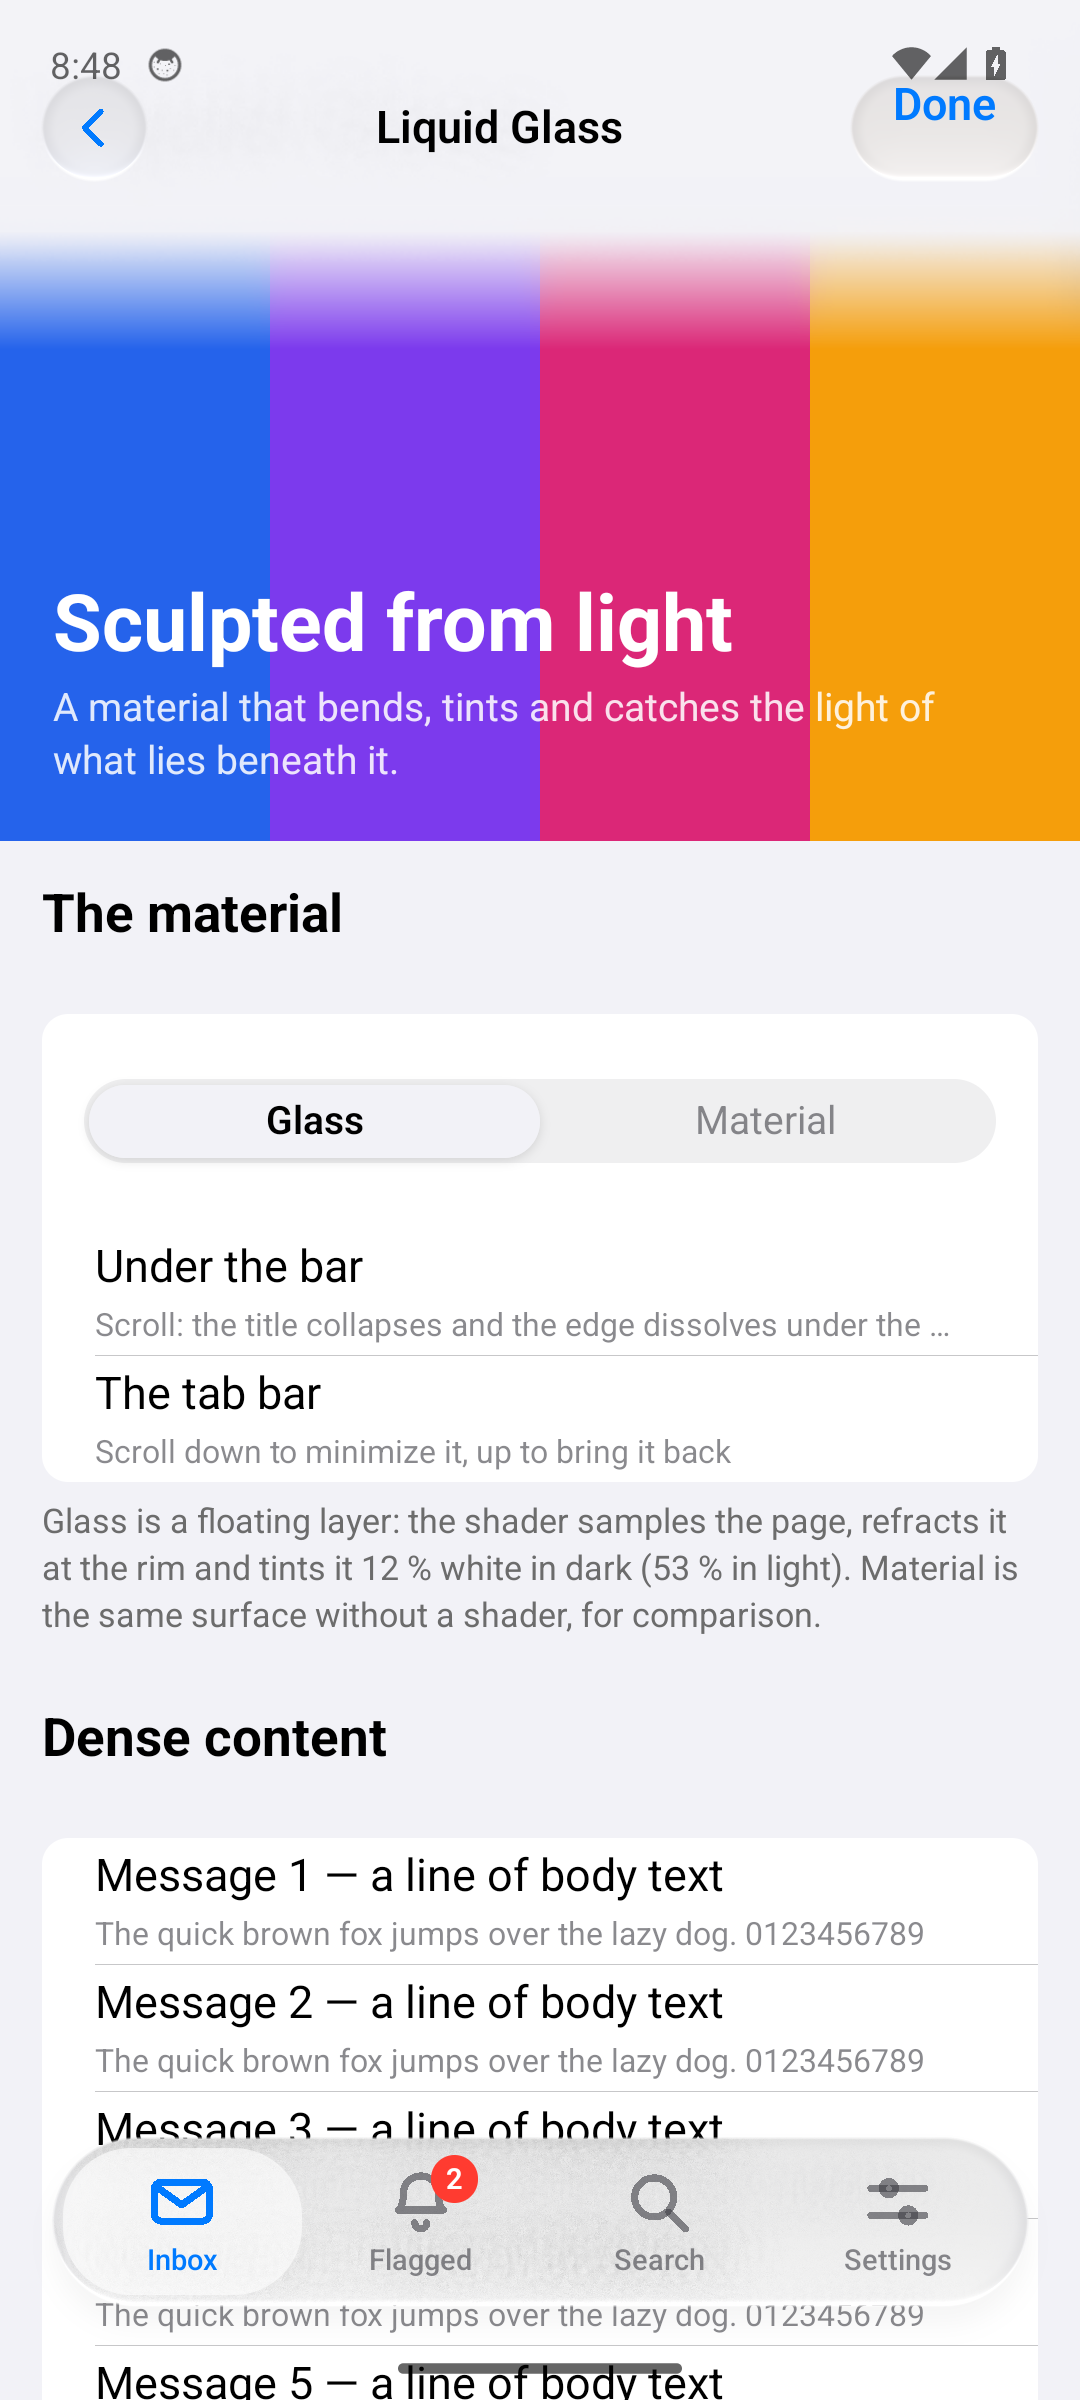 8:48
Liquid Glass
Done
Sculpted from light
A material that bends, tints and catches the light of
what lies beneath it.
The material
Glass
Material
Under the bar
Scroll: the title collapses and the edge dissolves under the ...
The tab bar
Scroll down to minimize it, up to bring it back
Glass is a floating layer: the shader samples the page, refracts it
at the rim and tints it 12 % white in dark (53 % in light). Material is
the same surface without a shader, for comparison.
Dense content
Message 1 — a line of body text
The quick brown fox jumps over the lazy dog. 0123456789
Message 2 — a line of body text
The quick brown fox jumps over the lazy dog. 0123456789
Message 3 — a line of body text
2
Inbox
Flagged
Search
Settings
The quick brown fox jumps over the lazy dog. 0123456789
Message 5 — a line of body text